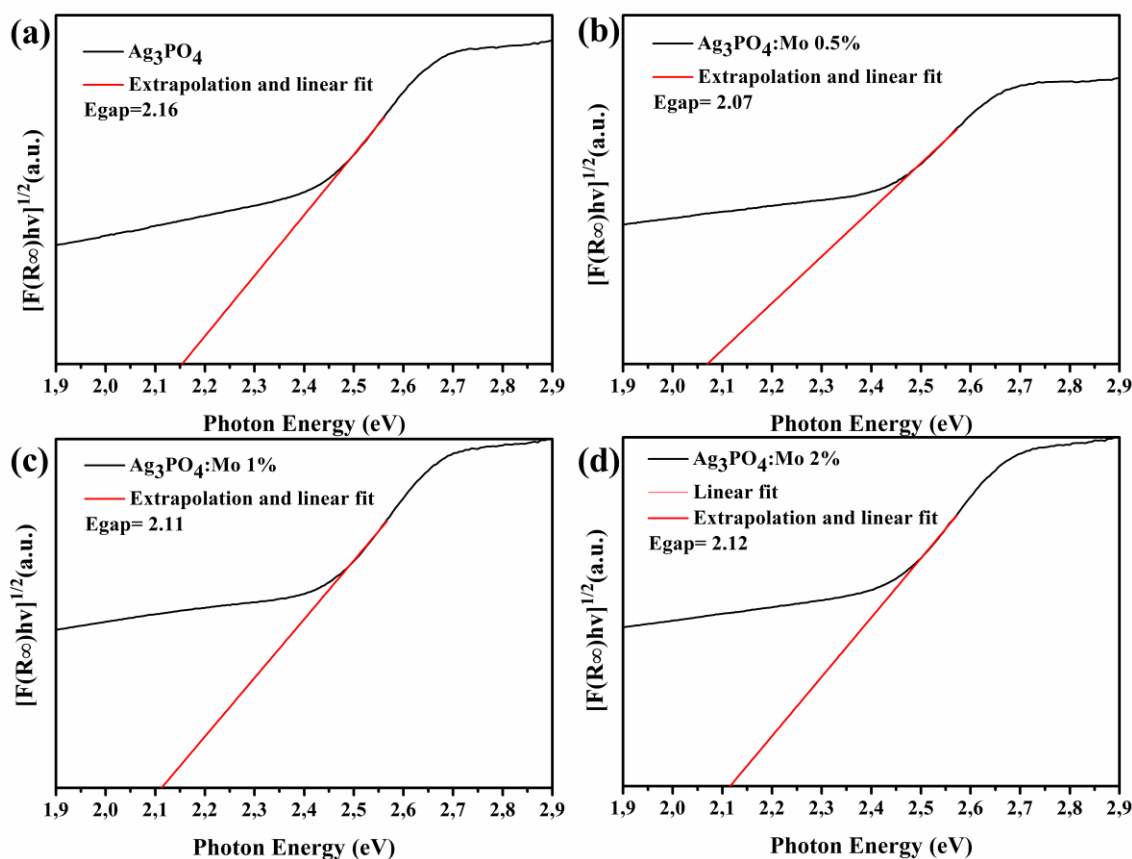 (a)
Ag₃PO₄
Extrapolation and linear fit
Egap=2.16
[F(R∞)hν]^1/2(a.u.)
1,9 2,0 2,1 2,2 2,3 2,4 2,5 2,6 2,7 2,8 2,9
Photon Energy (eV)
(b)
Ag₃PO₄:Mo 0.5%
Extrapolation and linear fit
Egap= 2.07
[F(R∞)hν]^1/2(a.u.)
1,9 2,0 2,1 2,2 2,3 2,4 2,5 2,6 2,7 2,8 2,9
Photon Energy (eV)
(c)
Ag₃PO₄:Mo 1%
Extrapolation and linear fit
Egap= 2.11
[F(R∞)hν]^1/2(a.u.)
1,9 2,0 2,1 2,2 2,3 2,4 2,5 2,6 2,7 2,8 2,9
Photon Energy (eV)
(d)
Ag₃PO₄:Mo 2%
Linear fit
Extrapolation and linear fit
Egap= 2.12
[F(R∞)hν]^1/2(a.u.)
1,9 2,0 2,1 2,2 2,3 2,4 2,5 2,6 2,7 2,8 2,9
Photon Energy (eV)